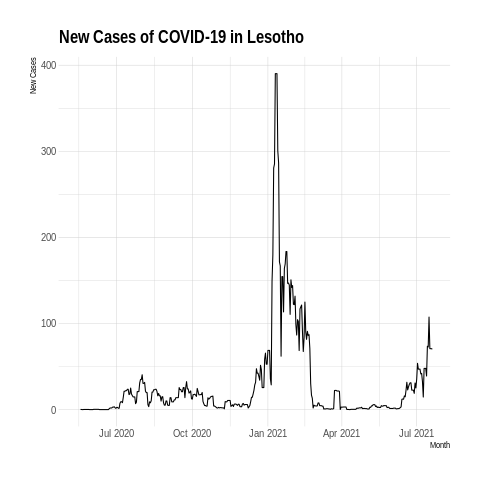 New Cases of COVID-19 in Lesotho
New Cases
400
300
200
100
0
Jul 2020
Oct 2020
Jan 2021
Apr 2021
Jul 2021
Month